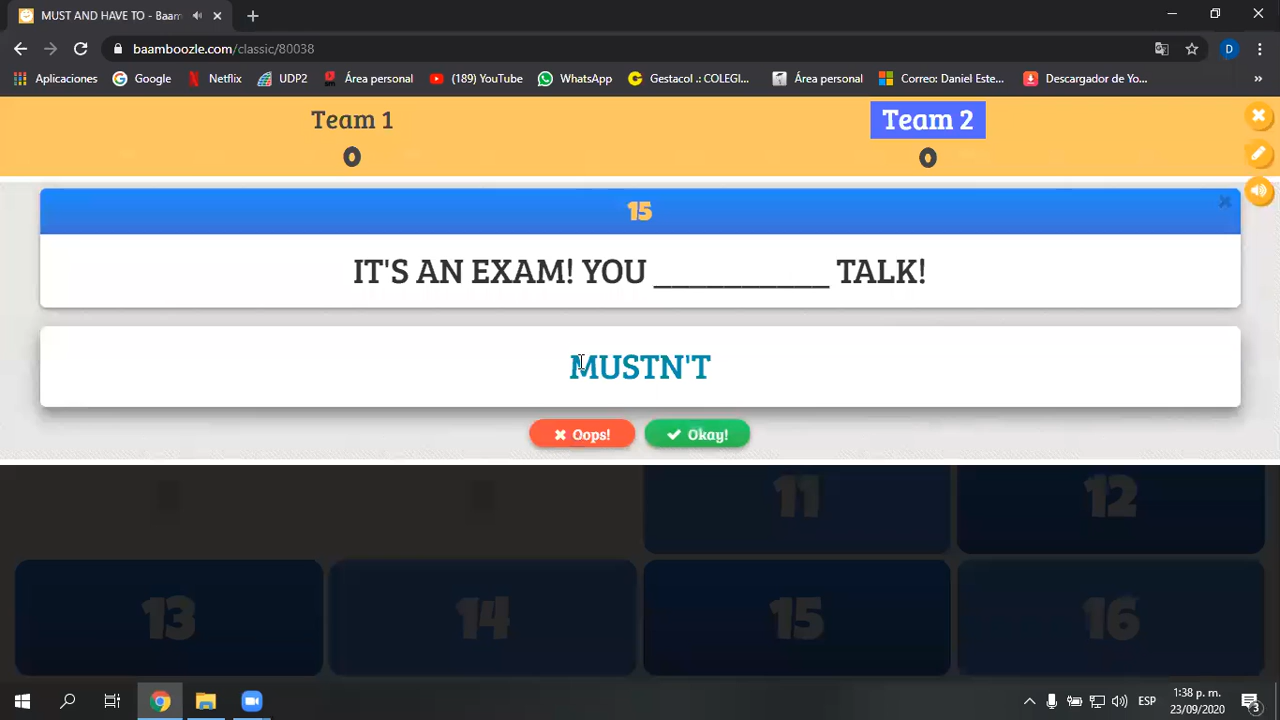 MUST AND HAVE TO - Baam
baamboozle.com/classic/80038
D
Aplicaciones Google Netflix UDP2 Área personal (189) YouTube WhatsApp Gestacol .: COLEGI... Área personal Correo: Daniel Este... Descargador de Yo... »
Team 1 Team 2
0 0
15
IT'S AN EXAM! YOU __________ TALK!
MUSTN'T
Oops! Okay!
11 12
13 14 15 16
ESP 1:38 p. m.
23/09/2020 3